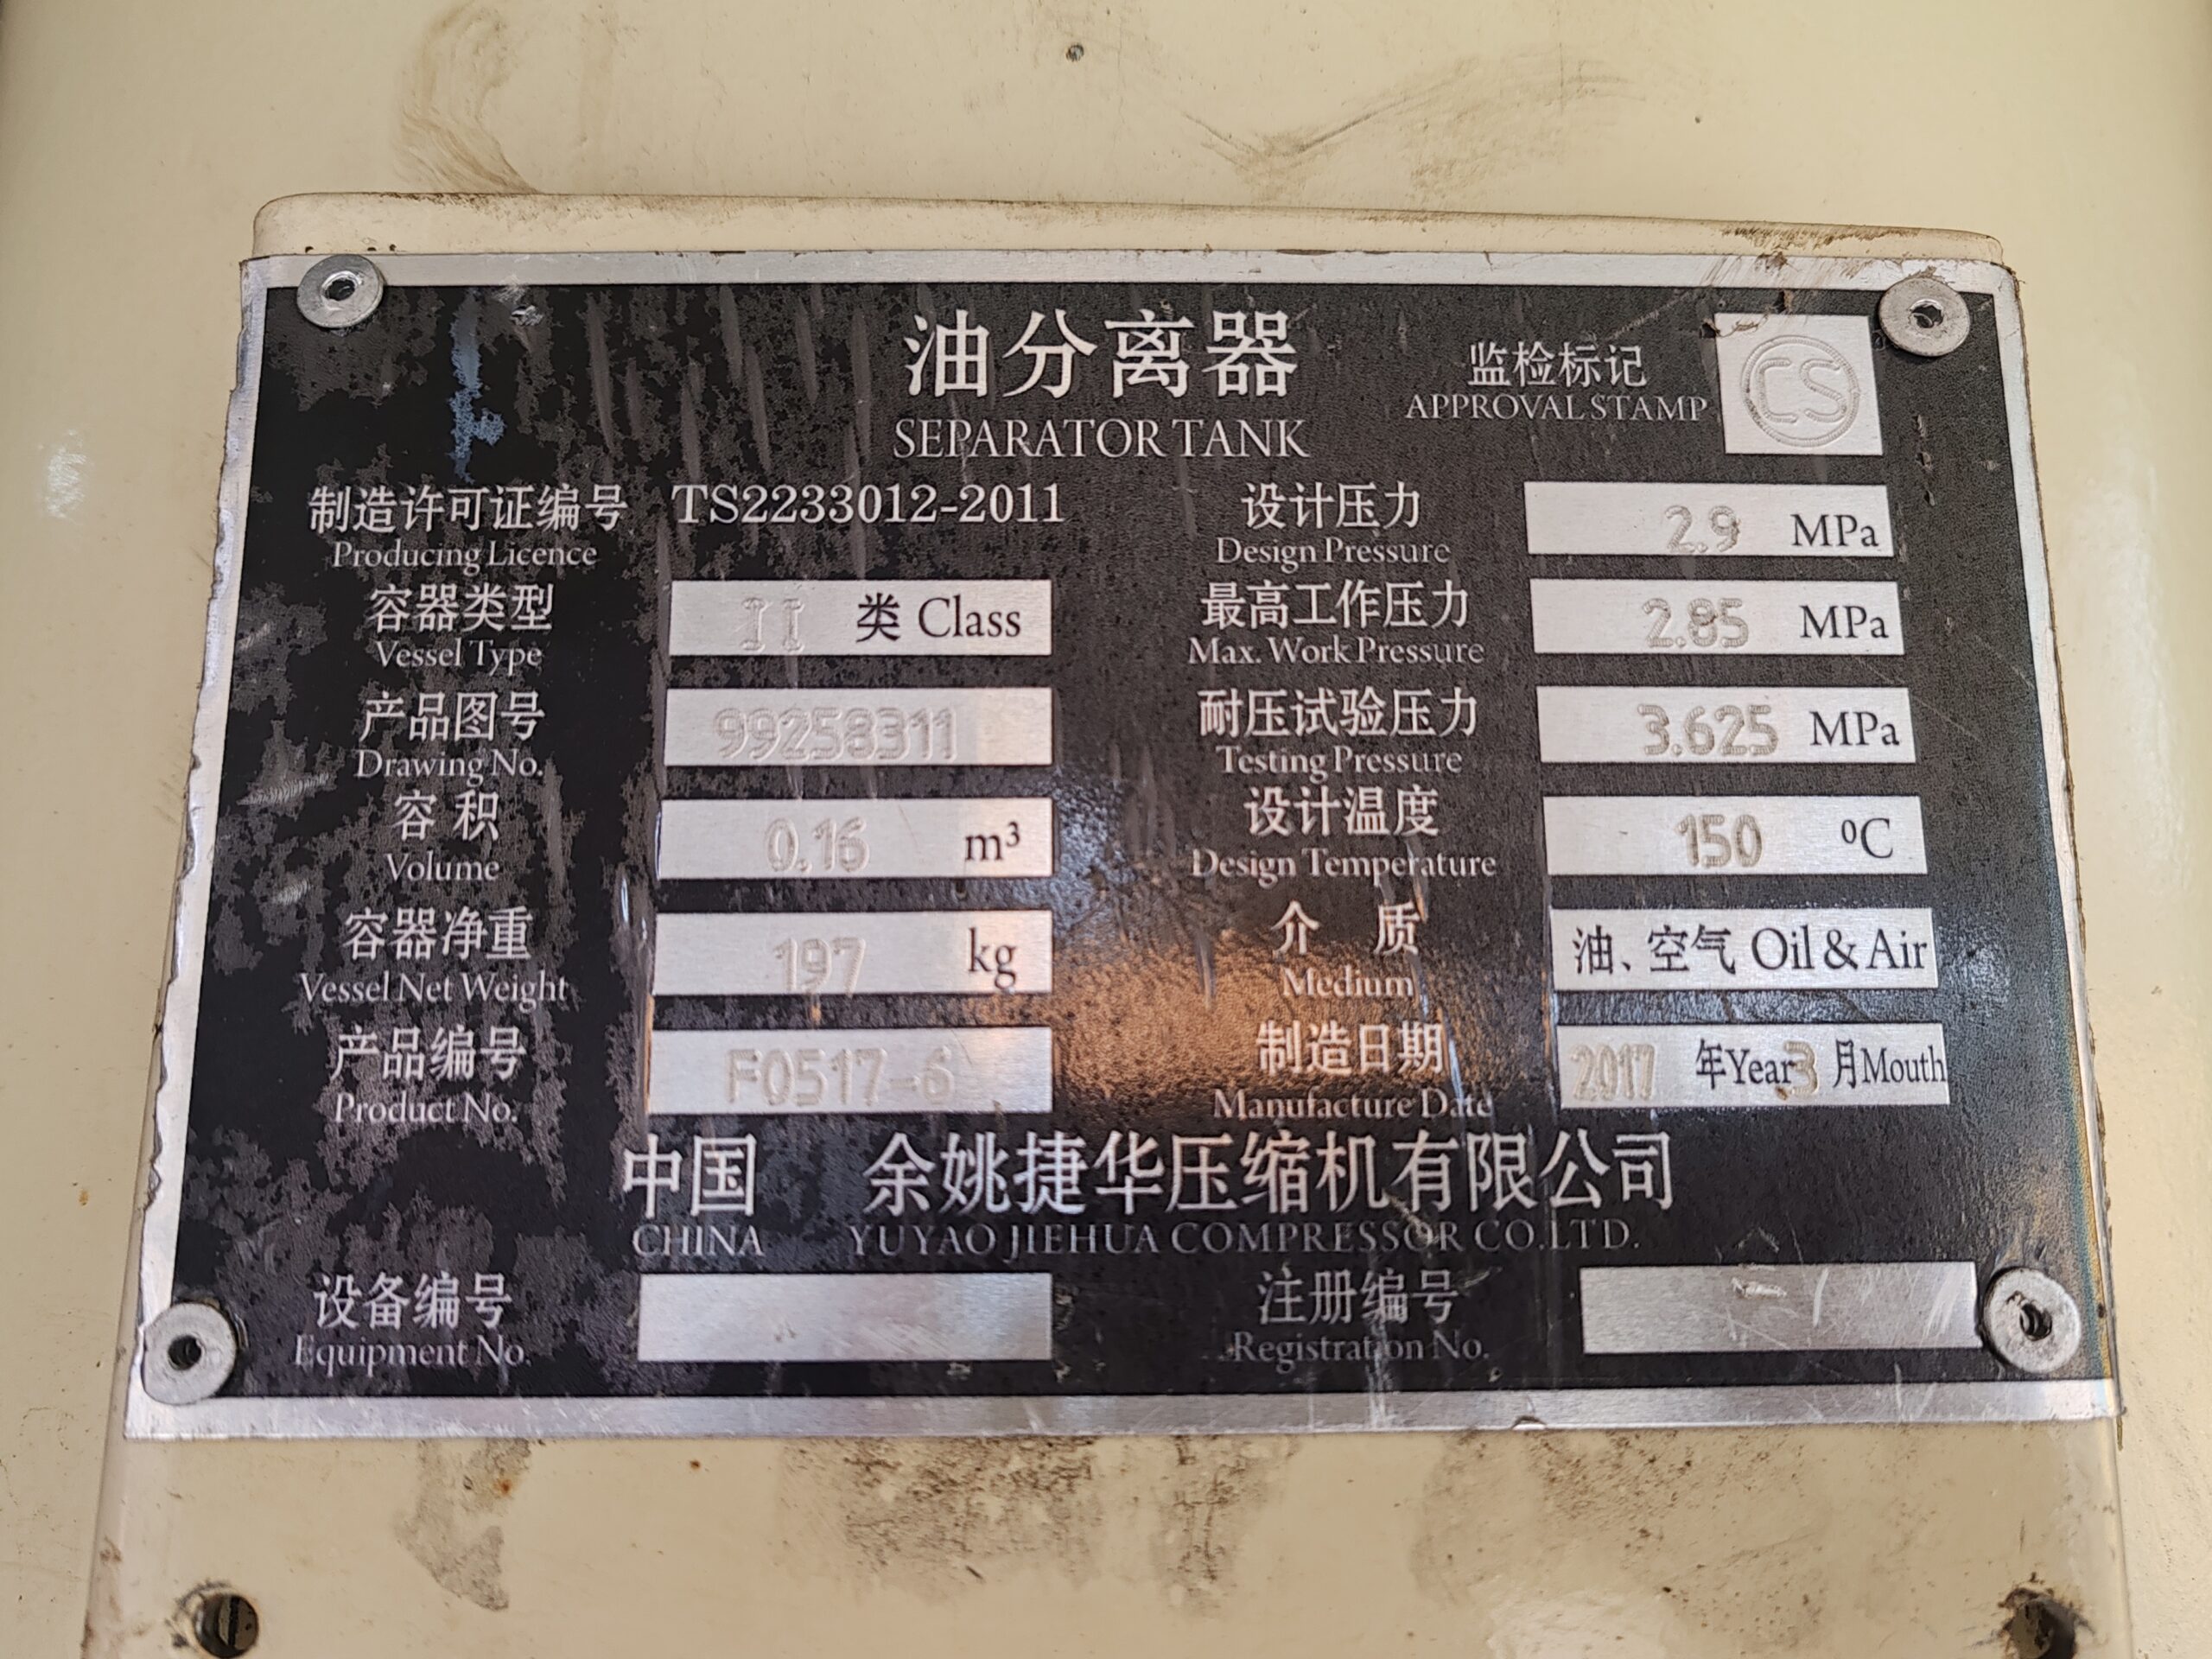 油分离器
SEPARATOR TANK
监检标记
APPROVAL STAMP
CS
制造许可证编号 TS2233012-2011
Producing Licence
设计压力 2.9 MPa
Design Pressure
容器类型 II 类 Class
Vessel Type
最高工作压力 2.85 MPa
Max. Work Pressure
产品图号 99258311
Drawing No.
耐压试验压力 3.625 MPa
Testing Pressure
容积 0.16 m³
Volume
设计温度 150 ⁰C
Design Temperature
容器净重 197 kg
Vessel Net Weight
介质 油、空气 Oil & Air
Medium
产品编号 F0517-6
Product No.
制造日期 2017 年Year 3 月Mouth
Manufacture Date
中国 余姚捷华压缩机有限公司
CHINA YUYAO JIEHUA COMPRESSOR CO.LTD.
设备编号
Equipment No.
注册编号
Registration No.